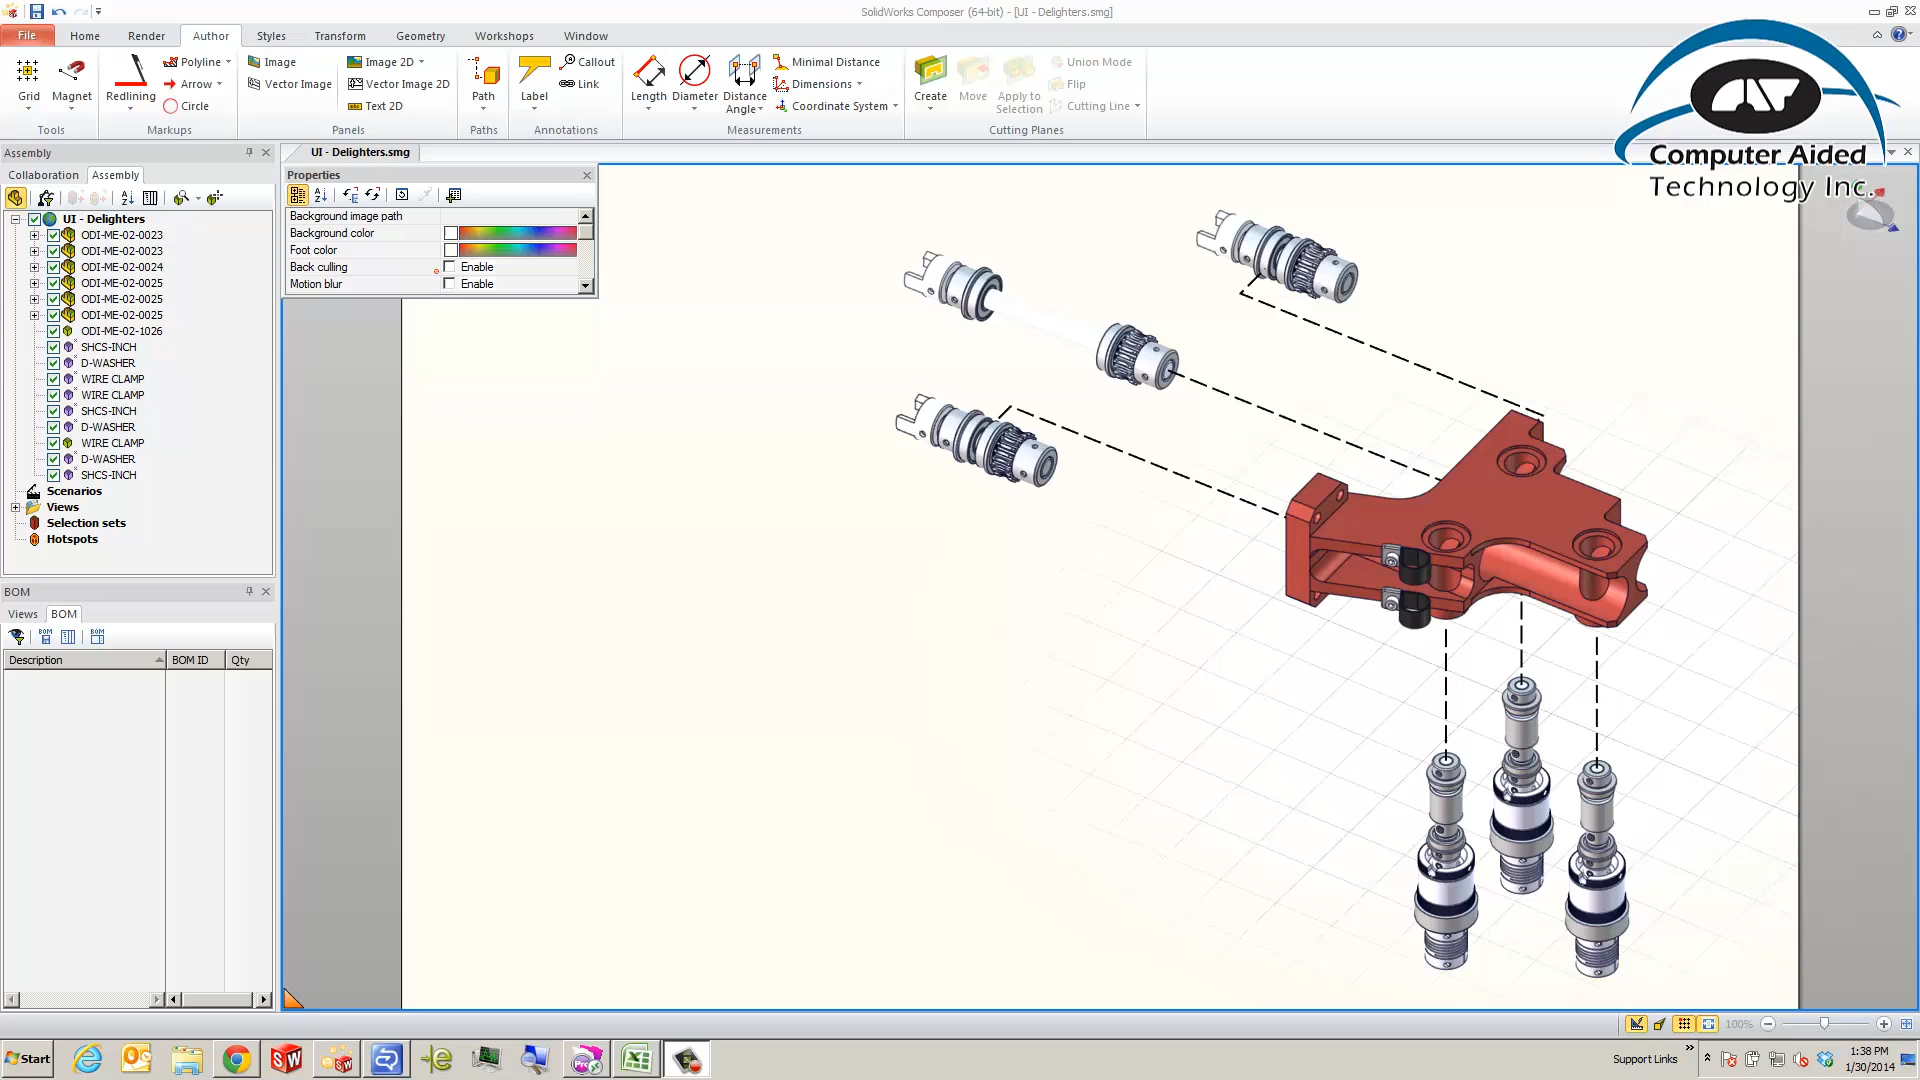 SolidWorks Composer (64-bit) - [UI - Delighters.smg]
File Home Render Author Styles Transform Geometry Workshops Window
Grid Magnet Redlining Polyline Arrow Circle
Image Vector Image Image 2D Vector Image 2D Text 2D
Path Label Callout Link
Length Diameter Distance Angle Minimal Distance Dimensions Coordinate System
Create Move Apply to Selection Union Mode Flip Cutting Line
Tools Markups Panels Paths Annotations Measurements Cutting Planes
Computer Aided
Technology Inc.
Assembly
Collaboration Assembly
UI - Delighters
ODI-ME-02-0023
ODI-ME-02-0023
ODI-ME-02-0024
ODI-ME-02-0025
ODI-ME-02-0025
ODI-ME-02-0025
ODI-ME-02-1026
SHCS-INCH
D-WASHER
WIRE CLAMP
WIRE CLAMP
SHCS-INCH
D-WASHER
WIRE CLAMP
D-WASHER
SHCS-INCH
Scenarios
Views
Selection sets
Hotspots
UI - Delighters.smg
Properties
Background image path
Background color
Foot color
Back culling Enable
Motion blur Enable
BOM
Views BOM
BOM BOM
Description BOM ID Qty
100%
Start
Support Links
1:38 PM
1/30/2014